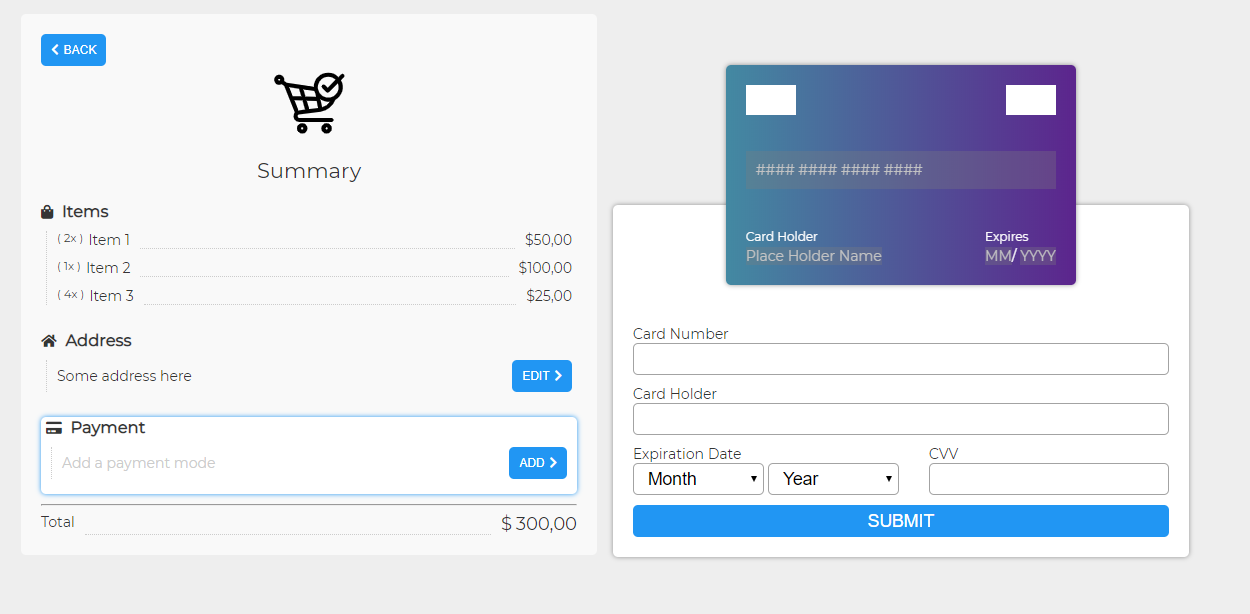 BACK
Summary
Items
( 2x ) Item 1 $50,00
( 1x ) Item 2 $100,00
( 4x ) Item 3 $25,00
Address
Some address here EDIT
Payment
Add a payment mode ADD
Total $ 300,00
#### #### #### ####
Card Holder Expires
Place Holder Name MM/ YYYY
Card Number
Card Holder
Expiration Date CVV
Month Year
SUBMIT